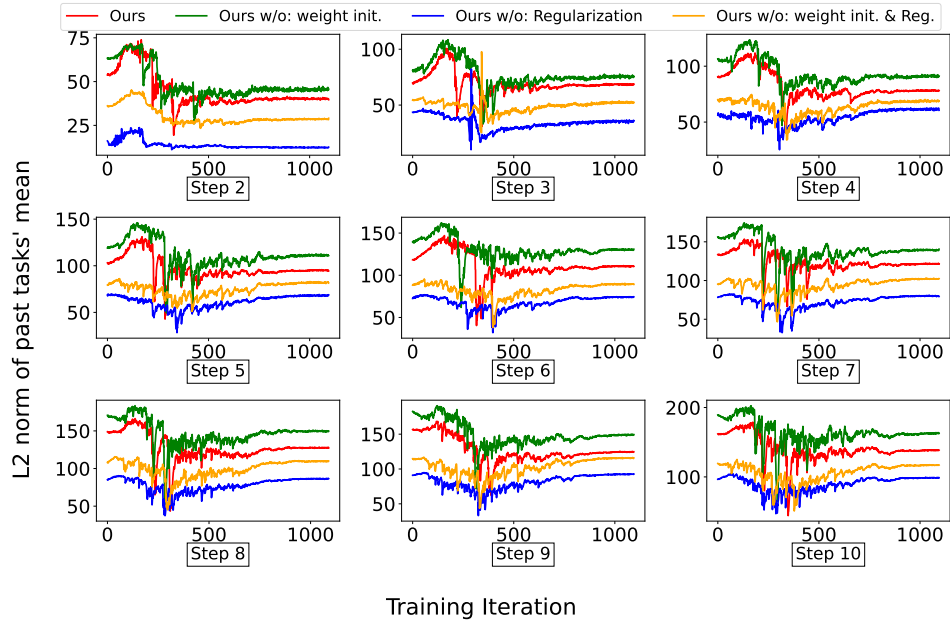 Ours Ours w/o: weight init. Ours w/o: Regularization Ours w/o: weight init. & Reg.
L2 norm of past tasks' mean
75
50
25
0 500 1000
Step 2
100
50
0 500 1000
Step 3
100
50
0 500 1000
Step 4
150
100
50
0 500 1000
Step 5
150
100
50
0 500 1000
Step 6
150
100
50
0 500 1000
Step 7
150
100
50
0 500 1000
Step 8
150
100
50
0 500 1000
Step 9
200
100
0 500 1000
Step 10
Training Iteration